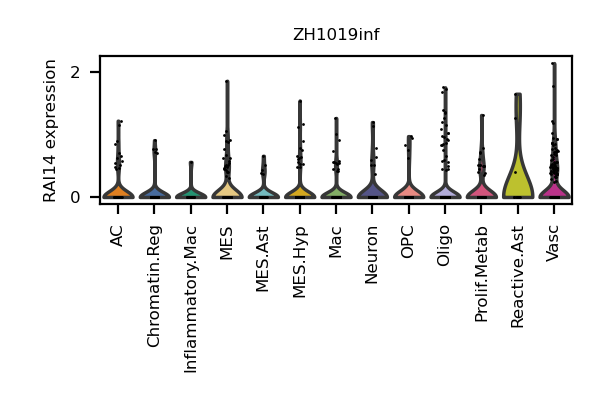 ZH1019inf
RAI14 expression
2
0
AC
Chromatin.Reg
Inflammatory.Mac
MES
MES.Ast
MES.Hyp
Mac
Neuron
OPC
Oligo
Prolif.Metab
Reactive.Ast
Vasc